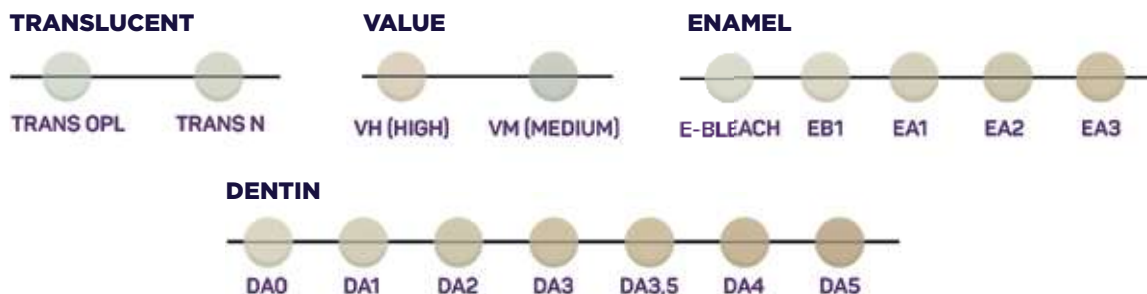 TRANSLUCENT VALUE ENAMEL
TRANS OPL TRANS N VH (HIGH) VM (MEDIUM) E-BLEACH EB1 EA1 EA2 EA3
DENTIN
DA0 DA1 DA2 DA3 DA3,5 DA4 DA5